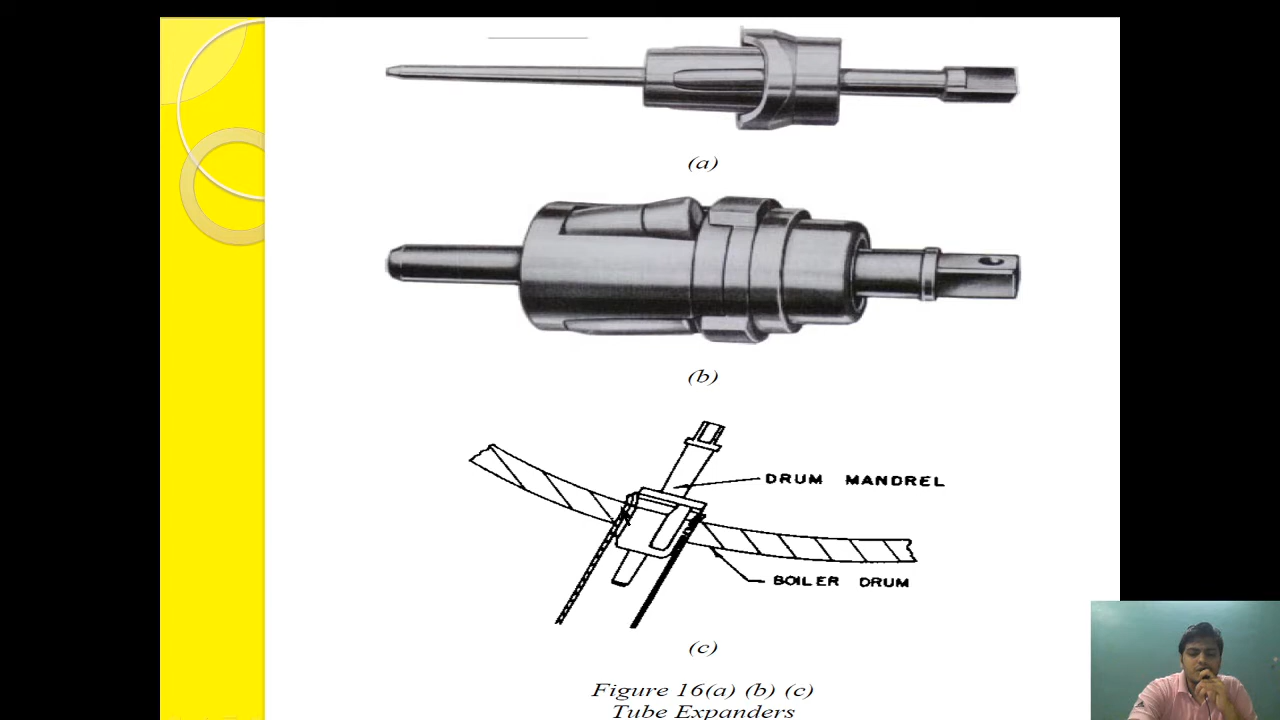 (a)
(b)
DRUM MANDREL
BOILER DRUM
(c)
Figure 16(a) (b) (c)
Tube Expanders